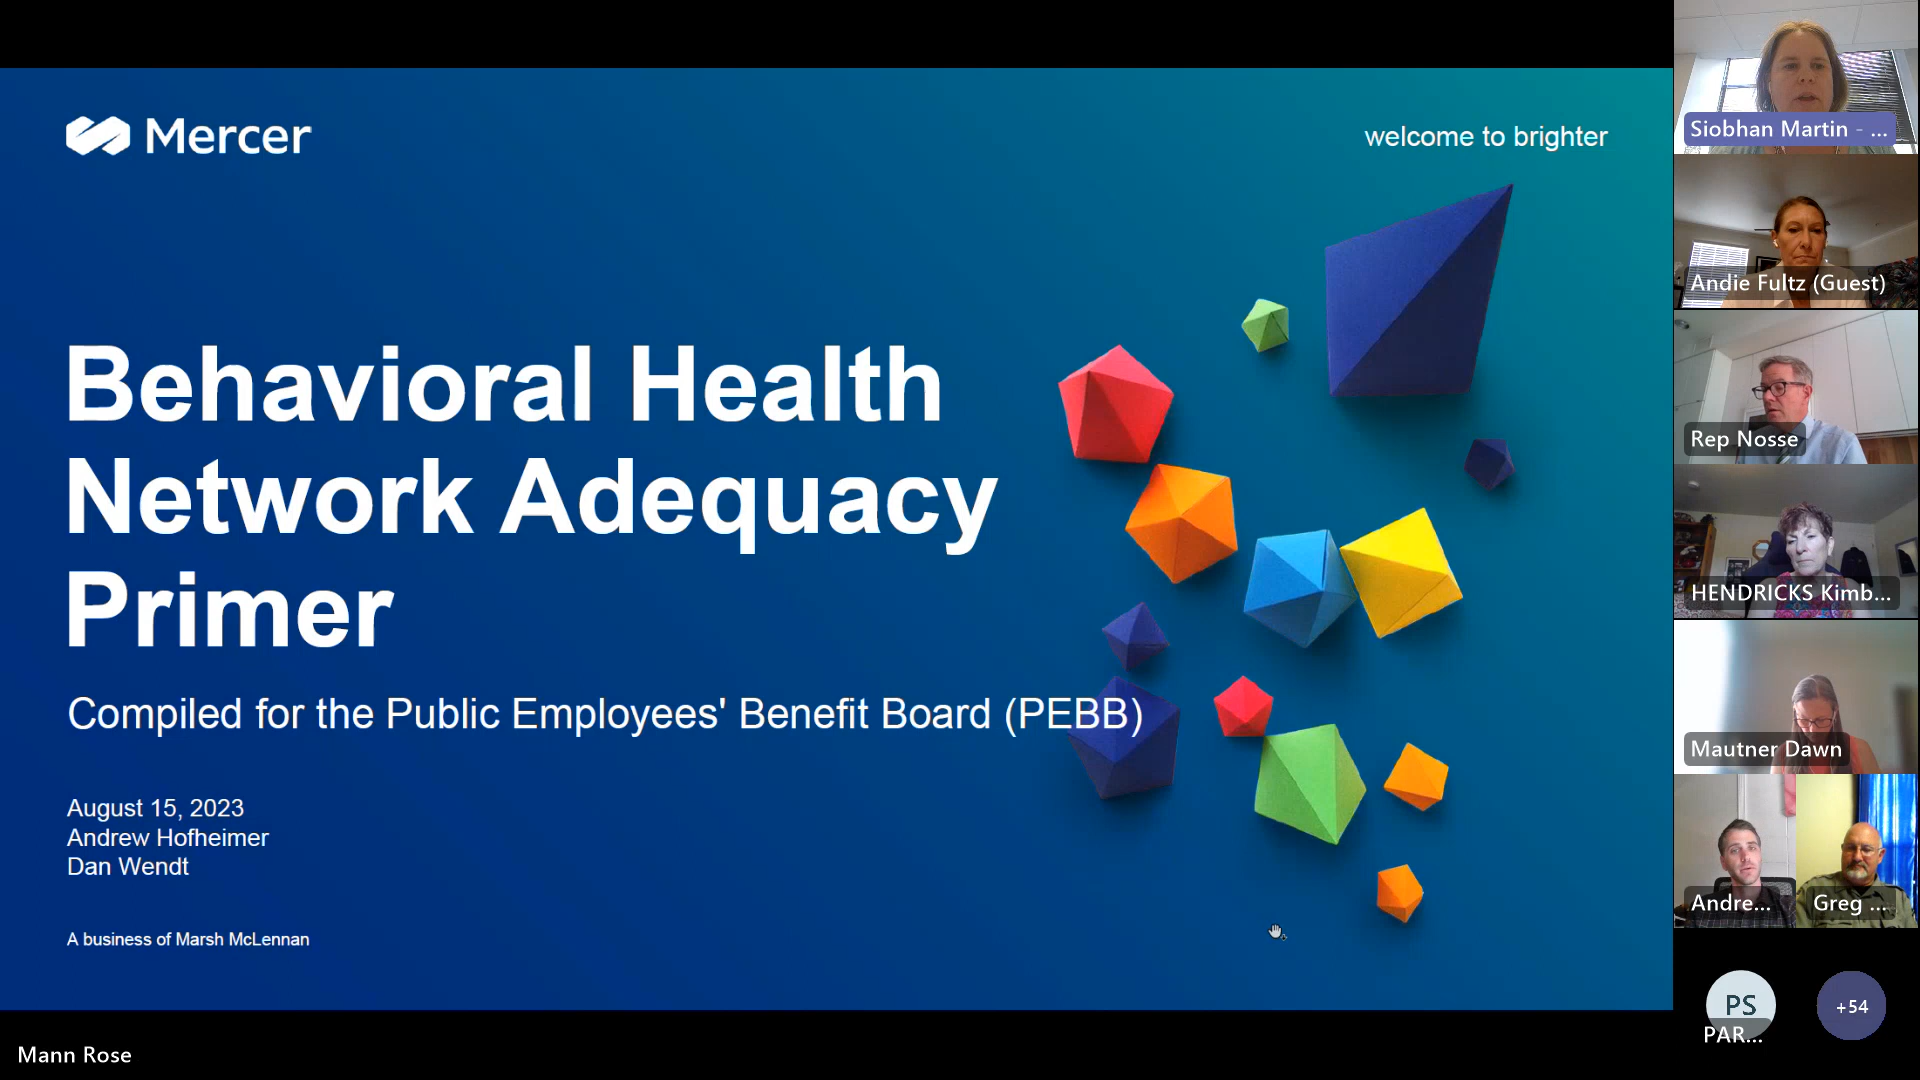 Mercer
welcome to brighter
Behavioral Health
Network Adequacy
Primer
Compiled for the Public Employees' Benefit Board (PEBB)
August 15, 2023
Andrew Hofheimer
Dan Wendt
A business of Marsh McLennan
Mann Rose
Siobhan Martin - ...
Andie Fultz (Guest)
Rep Nosse
HENDRICKS Kimb...
Mautner Dawn
Andre...
Greg ...
PS
PAR...
+54